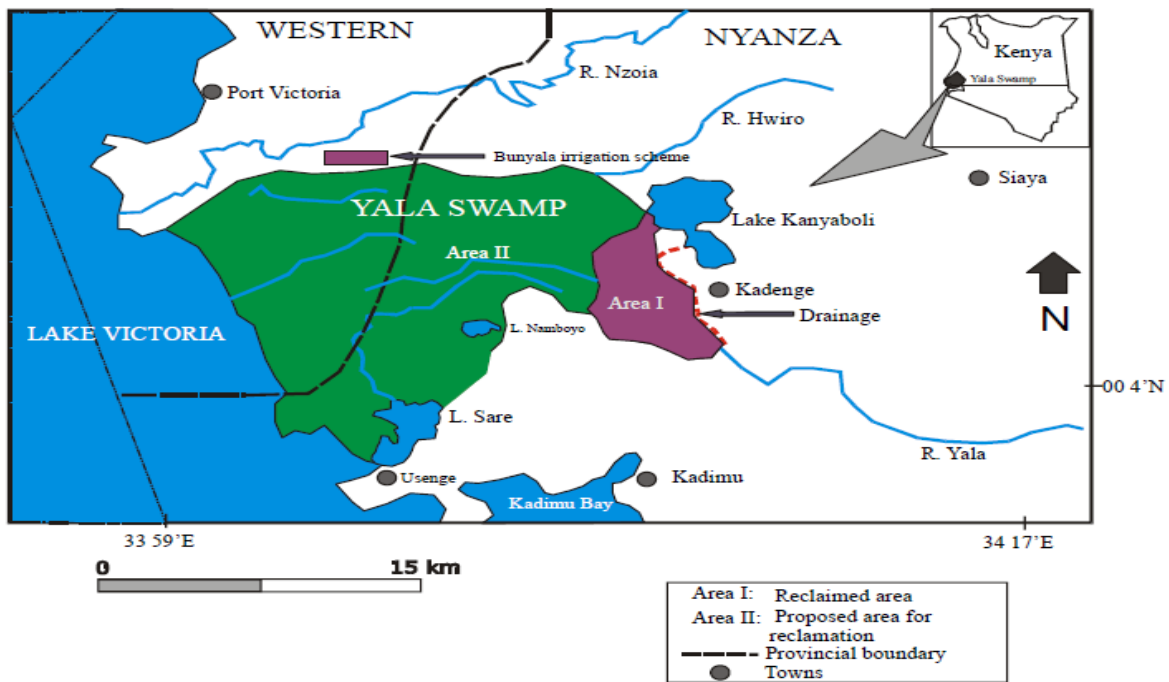 WESTERN
NYANZA
Kenya
Yala Swamp
R. Nzoia
Port Victoria
R. Hwiro
Bunyala irrigation scheme
Siaya
YALA SWAMP
Lake Kanyaboli
Area II
Kadenge
Area I
Drainage
N
LAKE VICTORIA
L. Namboyo
00 4’N
L. Sare
R. Yala
Usenge
Kadimu
Kadimu Bay
33 59’E
34 17’E
0
15 km
Area I: Reclaimed area
Area II: Proposed area for
reclamation
Provincial boundary
Towns